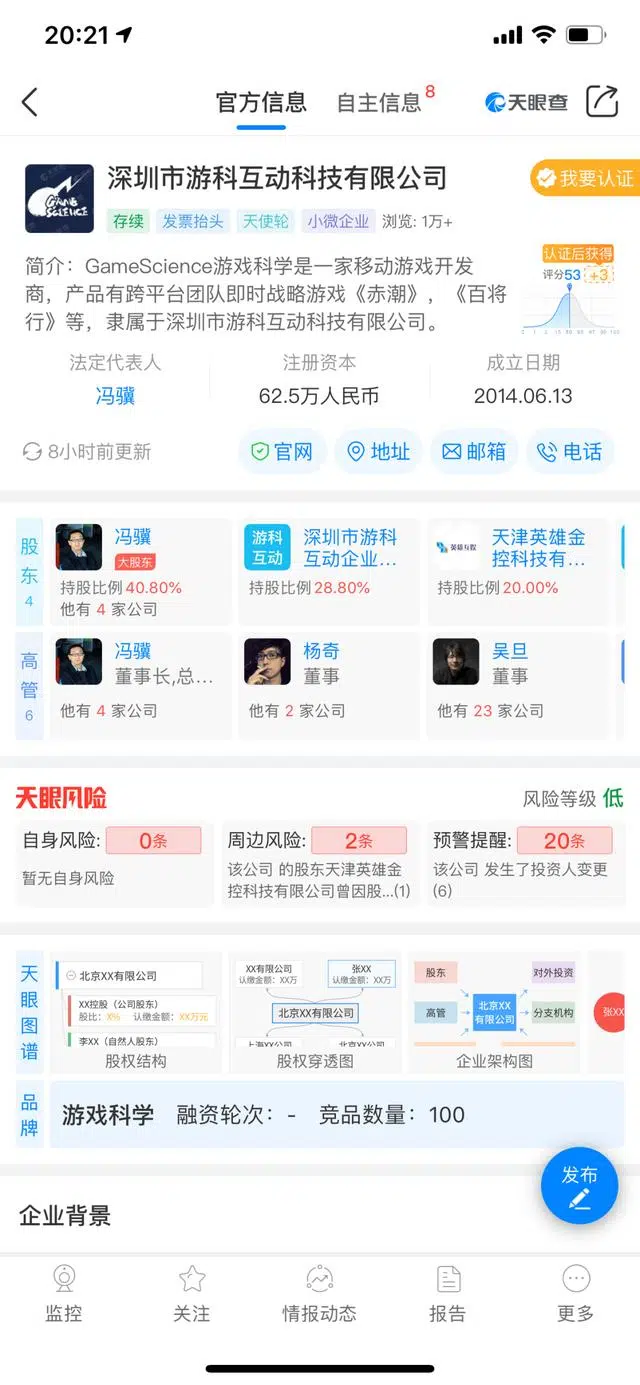 20:21
官方信息
自主信息
8
天眼查
GAME SCIENCE
深圳市游科互动科技有限公司
我要认证
存续
发票抬头
天使轮
小微企业
浏览: 1万+
简介：GameScience游戏科学是一家移动游戏开发
商，产品有跨平台团队即时战略游戏《赤潮》，《百将
行》等，隶属于深圳市游科互动科技有限公司。
认证后获得
评分53
+3
法定代表人
注册资本
成立日期
冯骥
62.5万人民币
2014.06.13
8小时前更新
官网
地址
邮箱
电话
股东
4
冯骥
大股东
持股比例 40.80%
他有 4 家公司
游科
互动
深圳市游科
互动企业...
持股比例 28.80%
英雄互娱
天津英雄金
控科技有...
持股比例 20.00%
高管
6
冯骥
董事长,总...
他有 4 家公司
杨奇
董事
他有 2 家公司
吴旦
董事
他有 23 家公司
天眼风险
风险等级 低
自身风险: 0条
暂无自身风险
周边风险: 2条
该公司 的股东天津英雄金
控科技有限公司曾因股...(1)
预警提醒: 20条
该公司 发生了投资人变更
(6)
天眼图谱
北京XX有限公司
XX控股（公司股东）
股比：X% 认缴金额：XX万元
李XX（自然人股东）
股权结构
XX有限公司
认缴金额：XX万
张XX
认缴金额：XX万
北京XX有限公司
上海XX公司
北京XX公司
股权穿透图
股东
对外投资
高管
北京XX
有限公司
分支机构
企业架构图
张XX
品牌
游戏科学 融资轮次：- 竞品数量：100
发布
企业背景
监控
关注
情报动态
报告
更多